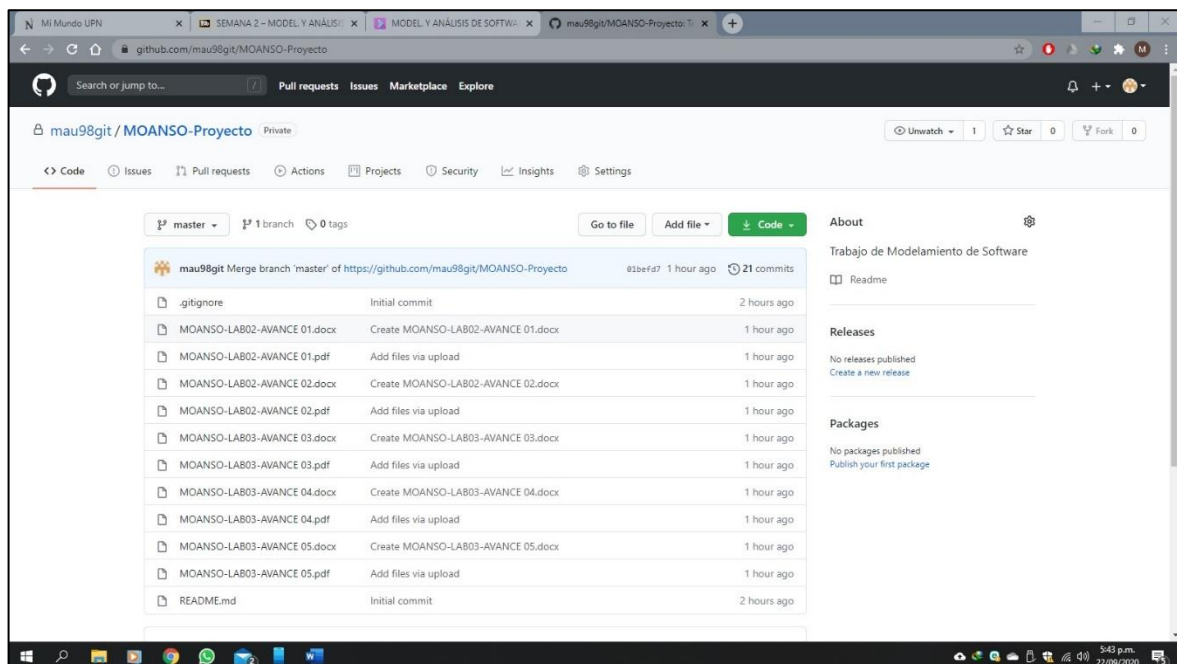 Mi Mundo UPN
SEMANA 2 – MODEL. Y ANÁLISIS
MODEL. Y ANÁLISIS DE SOFTWA
mau98git/MOANSO-Proyecto: T
github.com/mau98git/MOANSO-Proyecto
Search or jump to...
/
Pull requests Issues Marketplace Explore
mau98git / MOANSO-Proyecto Private
Unwatch 1
Star 0
Fork 0
Code Issues Pull requests Actions Projects Security Insights Settings
master 1 branch 0 tags Go to file Add file Code
mau98git Merge branch 'master' of https://github.com/mau98git/MOANSO-Proyecto 01befd7 1 hour ago 21 commits
.gitignore Initial commit 2 hours ago
MOANSO-LAB02-AVANCE 01.docx Create MOANSO-LAB02-AVANCE 01.docx 1 hour ago
MOANSO-LAB02-AVANCE 01.pdf Add files via upload 1 hour ago
MOANSO-LAB02-AVANCE 02.docx Create MOANSO-LAB02-AVANCE 02.docx 1 hour ago
MOANSO-LAB02-AVANCE 02.pdf Add files via upload 1 hour ago
MOANSO-LAB03-AVANCE 03.docx Create MOANSO-LAB03-AVANCE 03.docx 1 hour ago
MOANSO-LAB03-AVANCE 03.pdf Add files via upload 1 hour ago
MOANSO-LAB03-AVANCE 04.docx Create MOANSO-LAB03-AVANCE 04.docx 1 hour ago
MOANSO-LAB03-AVANCE 04.pdf Add files via upload 1 hour ago
MOANSO-LAB03-AVANCE 05.docx Create MOANSO-LAB03-AVANCE 05.docx 1 hour ago
MOANSO-LAB03-AVANCE 05.pdf Add files via upload 1 hour ago
README.md Initial commit 2 hours ago
About
Trabajo de Modelamiento de Software
Readme
Releases
No releases published
Create a new release
Packages
No packages published
Publish your first package
5:43 p.m.
22/09/2020